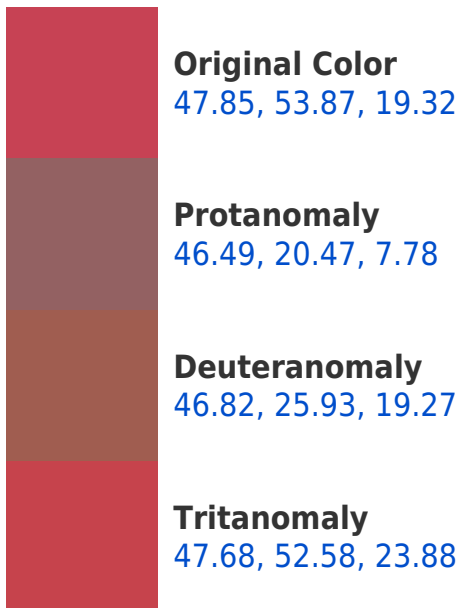 Original Color
47.85, 53.87, 19.32
Protanomaly
46.49, 20.47, 7.78
Deuteranomaly
46.82, 25.93, 19.27
Tritanomaly
47.68, 52.58, 23.88